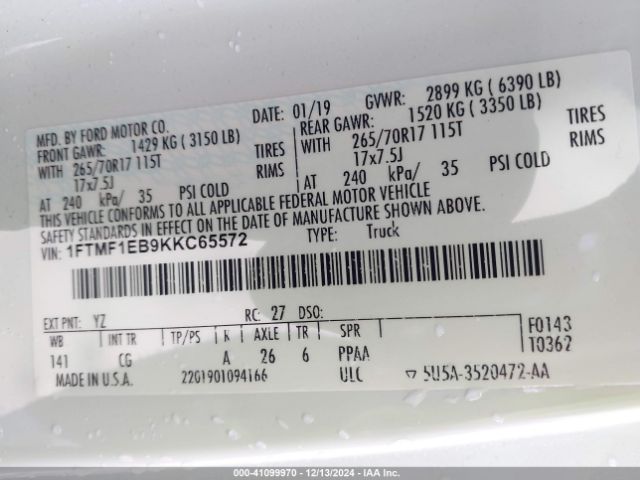 MFD. BY FORD MOTOR CO.
DATE: 01/19 GVWR: 2899 KG ( 6390 LB)
FRONT GAWR: 1429 KG ( 3150 LB)
REAR GAWR: 1520 KG ( 3350 LB)
WITH 265/70R17 115T TIRES
WITH 265/70R17 115T TIRES
17x7.5J RIMS
17x7.5J RIMS
AT 240 kPa/ 35 PSI COLD
AT 240 kPa/ 35 PSI COLD
THIS VEHICLE CONFORMS TO ALL APPLICABLE FEDERAL MOTOR VEHICLE
SAFETY STANDARDS IN EFFECT ON THE DATE OF MANUFACTURE SHOWN ABOVE.
VIN: 1FTMF1EB9KKC65572 TYPE: Truck
EXT PNT: YZ RC: 27 DSO: F0143
WB INT TR TP/PS R AXLE TR SPR T0362
141 CG A 26 6 PPAA
MADE IN U.S.A. 22G1901094166 ULC ▽ 5U5A-3520472-AA
000-41099970 | 12/13/2024 | IAA Inc.